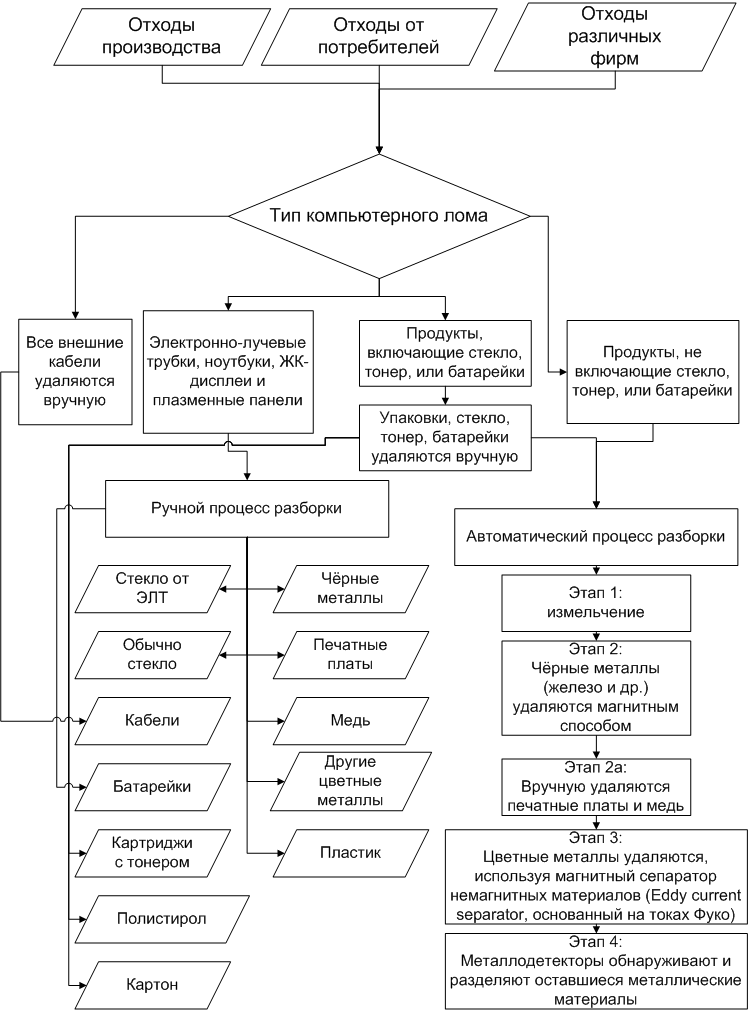 Отходы
производства
Отходы от
потребителей
Отходы
различных
фирм
Тип компьютерного лома
Все внешние
кабели
удаляются
вручную
Электронно-лучевые
трубки, ноутбуки, ЖК-
дисплеи и
плазменные панели
Продукты,
включающие стекло,
тонер, или батарейки
Продукты, не
включающие стекло,
тонер, или батарейки
Упаковки, стекло,
тонер, батарейки
удаляются вручную
Ручной процесс разборки
Автоматический процесс разборки
Стекло от
ЭЛТ
Чёрные
металлы
Обычно
стекло
Печатные
платы
Кабели
Медь
Батарейки
Другие
цветные
металлы
Картриджи
с тонером
Пластик
Полистирол
Картон
Этап 1:
измельчение
Этап 2:
Чёрные металлы
(железо и др.)
удаляются магнитным
способом
Этап 2а:
Вручную удаляются
печатные платы и медь
Этап 3:
Цветные металлы удаляются,
используя магнитный сепаратор
немагнитных материалов (Eddy current
separator, основанный на токах Фуко)
Этап 4:
Металлодетекторы обнаруживают и
разделяют оставшиеся металлические
материалы